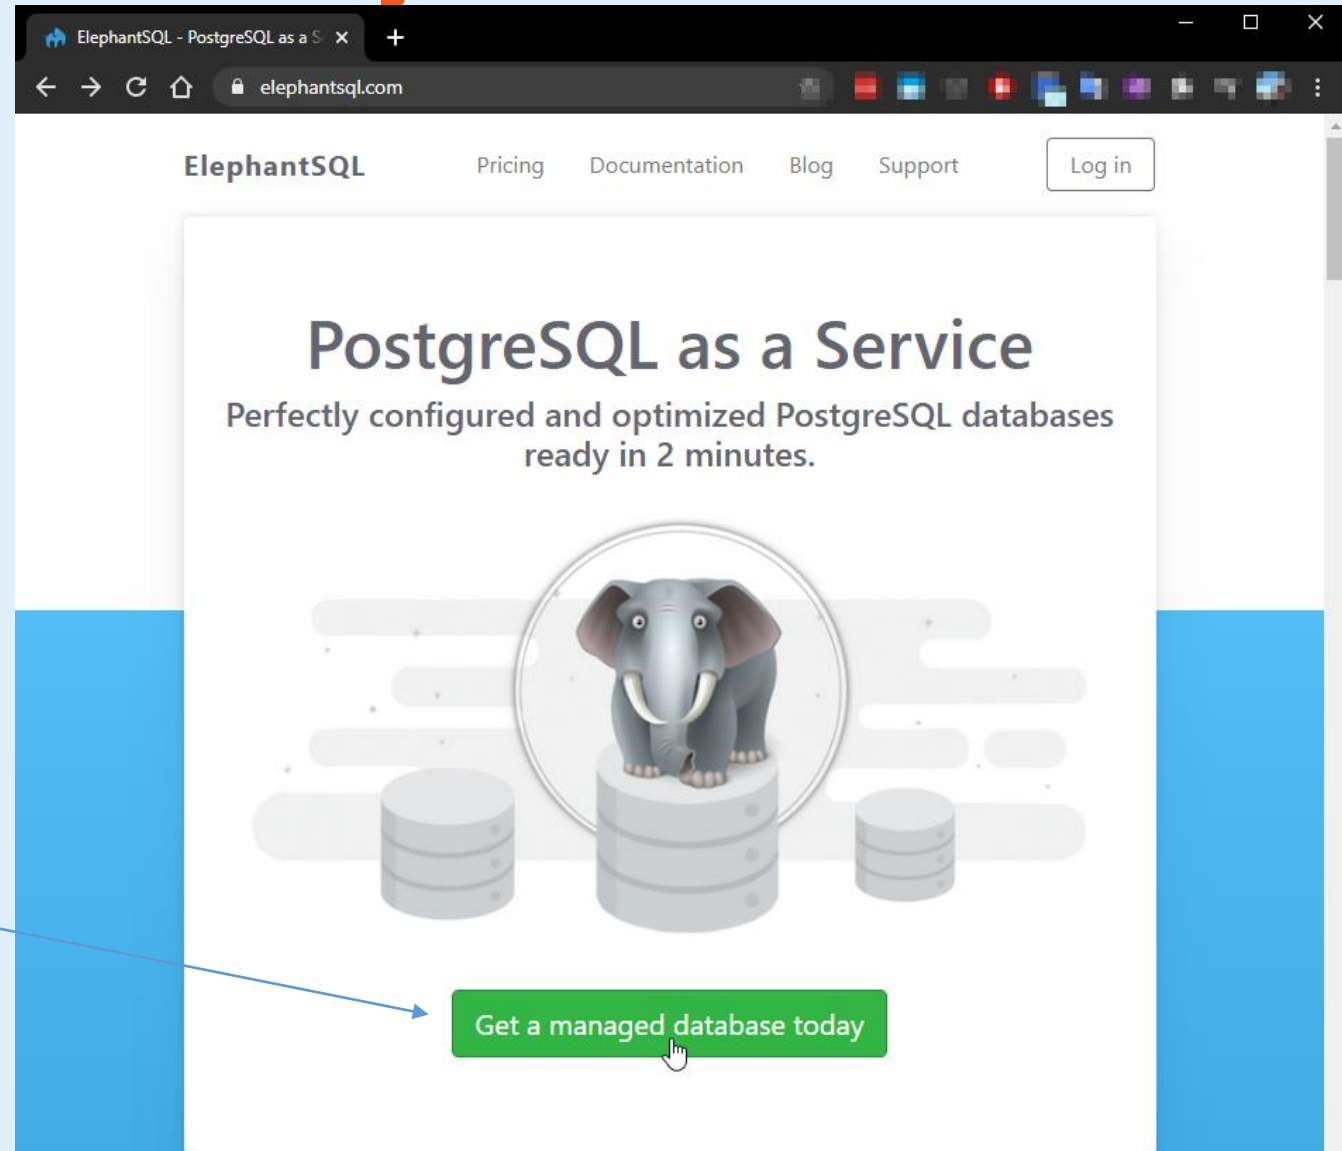 ElephantSQL - PostgreSQL as a S
elephantsql.com
ElephantSQL Pricing Documentation Blog Support Log in
PostgreSQL as a Service
Perfectly configured and optimized PostgreSQL databases
ready in 2 minutes.
Get a managed database today